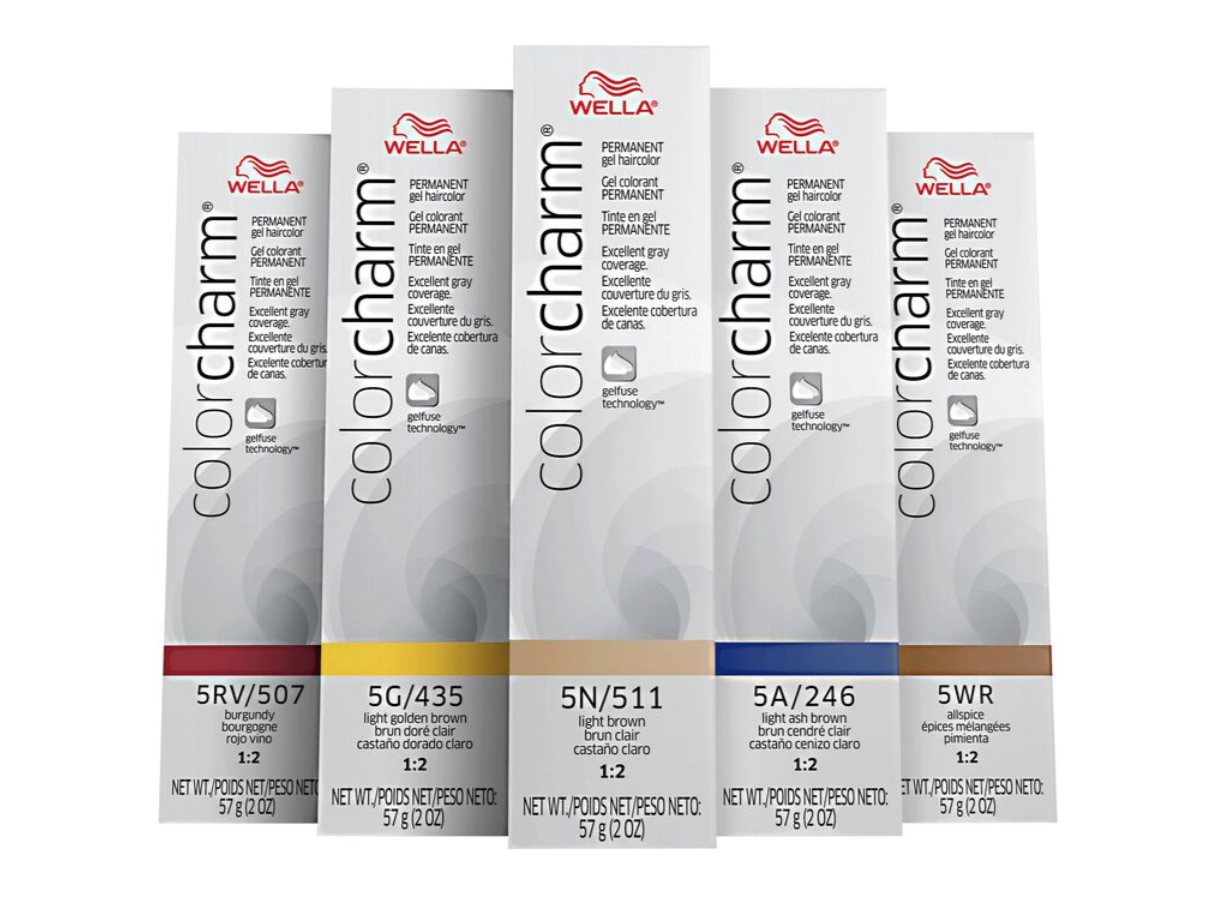 WELLA®
colorcharm®
PERMANENT
gel haircolor
Gel colorant
PERMANENT
Tinte en gel
PERMANENTE
Excellent gray
coverage.
Excellente
couverture du gris.
Excelente cobertur
de canas.
gelfuse
technology™
5RV/507
burgundy
bourgogne
rojo vino
1:2
NET WT./POIDS NET/PESO NETO
57 g (2 OZ)
WELLA®
colorcharm®
PERMANENT
gel haircolor
Gel colorant
PERMANENT
Tinte en gel
PERMANENTE
Excellent gray
coverage.
Excellente
couverture du gris.
Excelente cobertura
de canas.
gelfuse
technology™
5G/435
light golden brown
brun doré clair
castaño dorado claro
1:2
NET WT./POIDS NET/PESO NETO:
57 g (2 OZ)
WELLA®
colorcharm®
PERMANENT
gel haircolor
Gel colorant
PERMANENT
Tinte en gel
PERMANENTE
Excellent gray
coverage.
Excellente
couverture du gris.
Excelente cobertura
de canas.
gelfuse
technology™
5N/511
light brown
brun clair
castaño claro
1:2
NET WT./POIDS NET/PESO NETO:
57 g (2 OZ)
WELLA®
colorcharm®
PERMANENT
gel haircolor
Gel colorant
PERMANENT
Tinte en gel
PERMANENTE
Excellent gray
coverage.
Excellente
couverture du gris.
Excelente cobertura
de canas.
gelfuse
technology™
5A/246
light ash brown
brun cendré clair
castaño cenizo claro
1:2
NET WT./POIDS NET/PESO NETO:
57 g (2 OZ)
WELLA®
colorcharm®
PERMANENT
gel haircolor
Gel colorant
PERMANENT
Tinte en gel
PERMANENTE
Excellent gray
coverage.
Excellente
couverture du gris.
Excelente cobertura
de canas.
gelfuse
technology™
5WR
allspice
épices mélangées
pimienta
1:2
ET WT./POIDS NET/PESO NETO:
57 g (2 OZ)